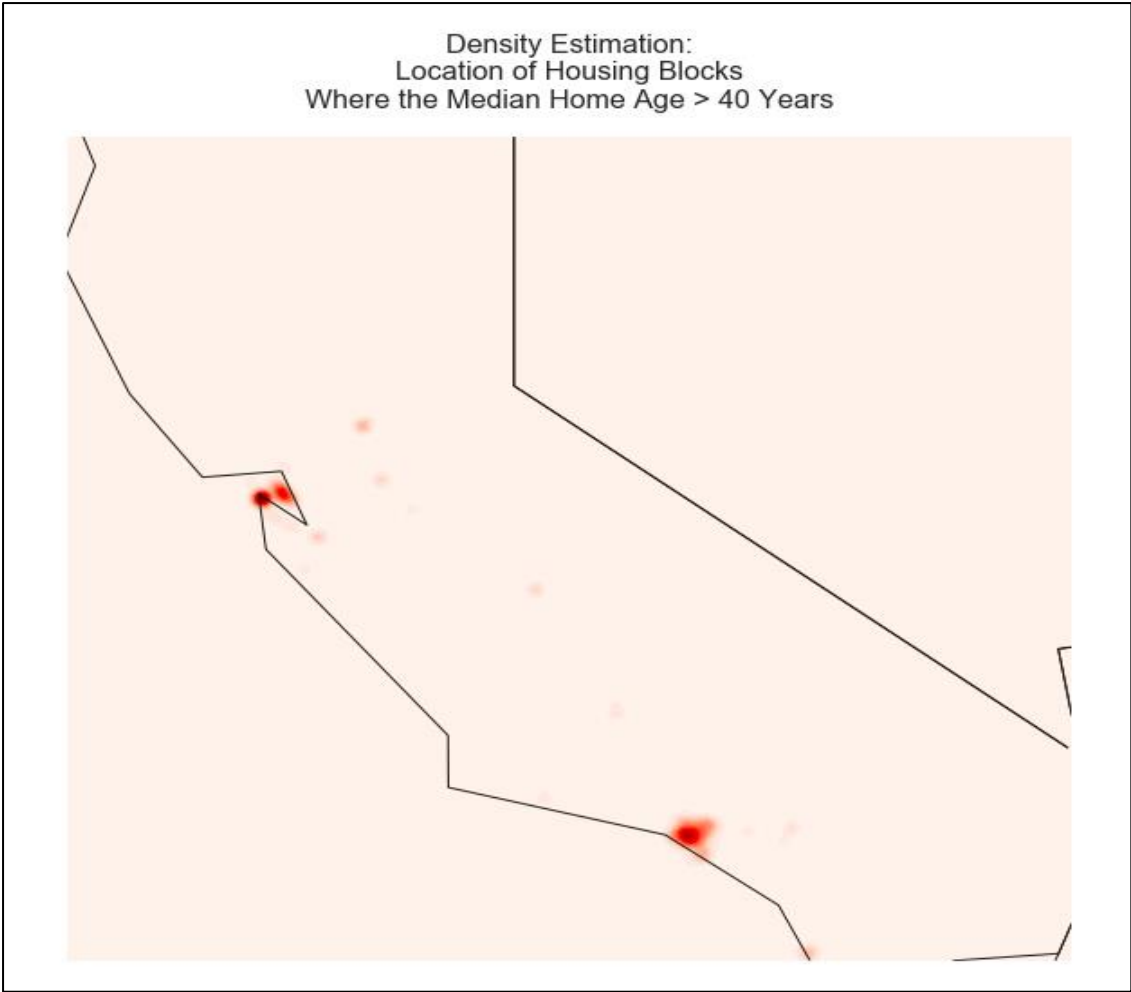 Density Estimation:
Location of Housing Blocks
Where the Median Home Age > 40 Years